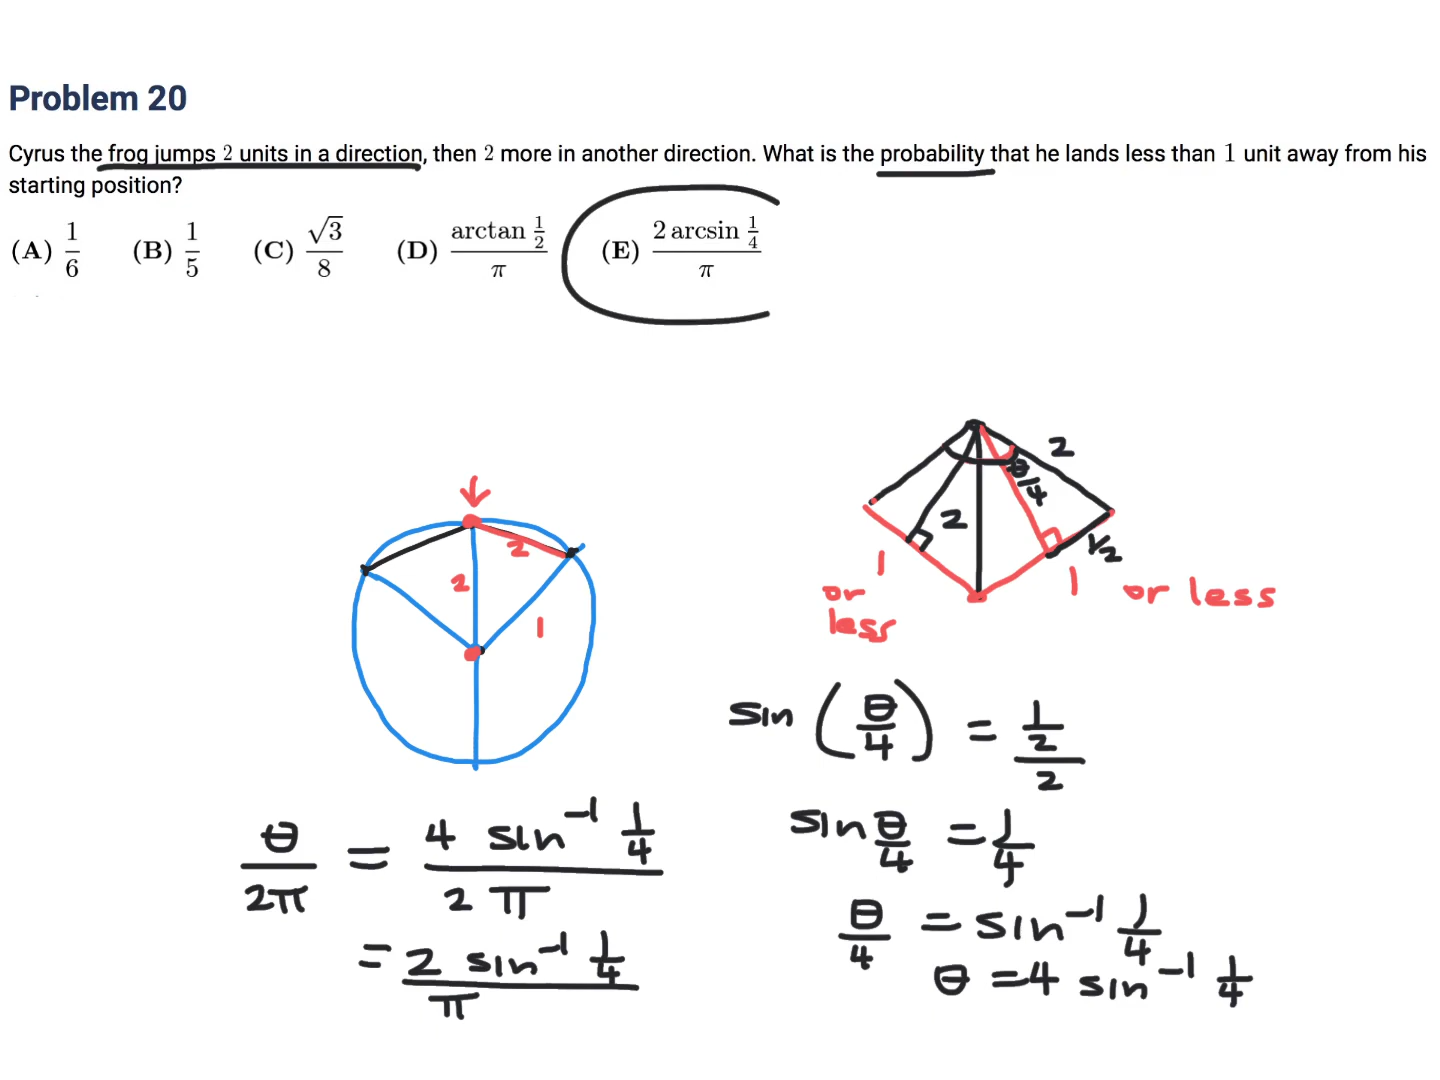 Problem 20
Cyrus the frog jumps 2 units in a direction, then 2 more in another direction. What is the probability that he lands less than 1 unit away from his
starting position?
(A) 1/6 (B) 1/5 (C) √3/8 (D) arctan 1/2 / π (E) 2 arcsin 1/4 / π
2
2
1
2
θ/4
2
1/2
1
or
less
1 or less
sin (θ/4) = 1/2 / 2
sin θ/4 = 1/4
θ/4 = sin⁻¹ 1/4
θ = 4 sin⁻¹ 1/4
θ/2π = 4 sin⁻¹ 1/4 / 2π
= 2 sin⁻¹ 1/4 / π